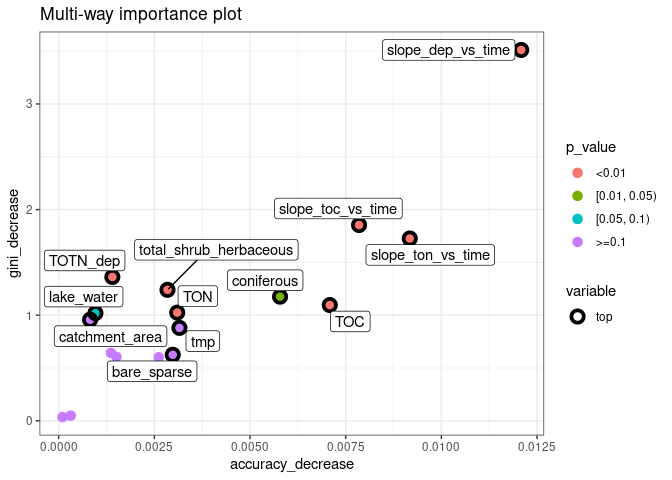 Multi-way importance plot
slope_dep_vs_time
3
p_value
<0.01
[0.01, 0.05)
[0.05, 0.1)
>=0.1
gini_decrease
2
slope_toc_vs_time
slope_ton_vs_time
total_shrub_herbaceous
TOTN_dep
coniferous
lake_water
TON
variable
top
1
TOC
catchment_area
tmp
bare_sparse
0
0.0000
0.0025
0.0050
0.0075
0.0100
0.0125
accuracy_decrease